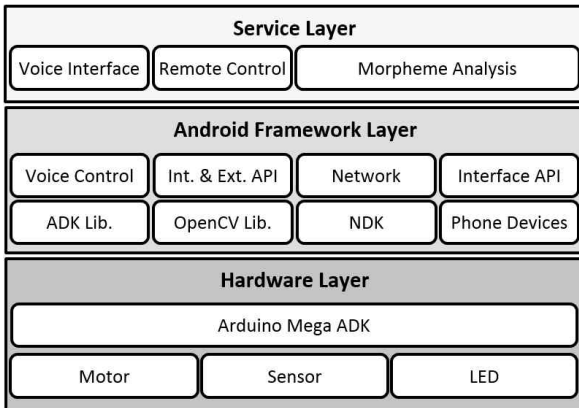 Service Layer
Voice Interface Remote Control Morpheme Analysis
Android Framework Layer
Voice Control Int. & Ext. API Network Interface API
ADK Lib. OpenCV Lib. NDK Phone Devices
Hardware Layer
Arduino Mega ADK
Motor Sensor LED